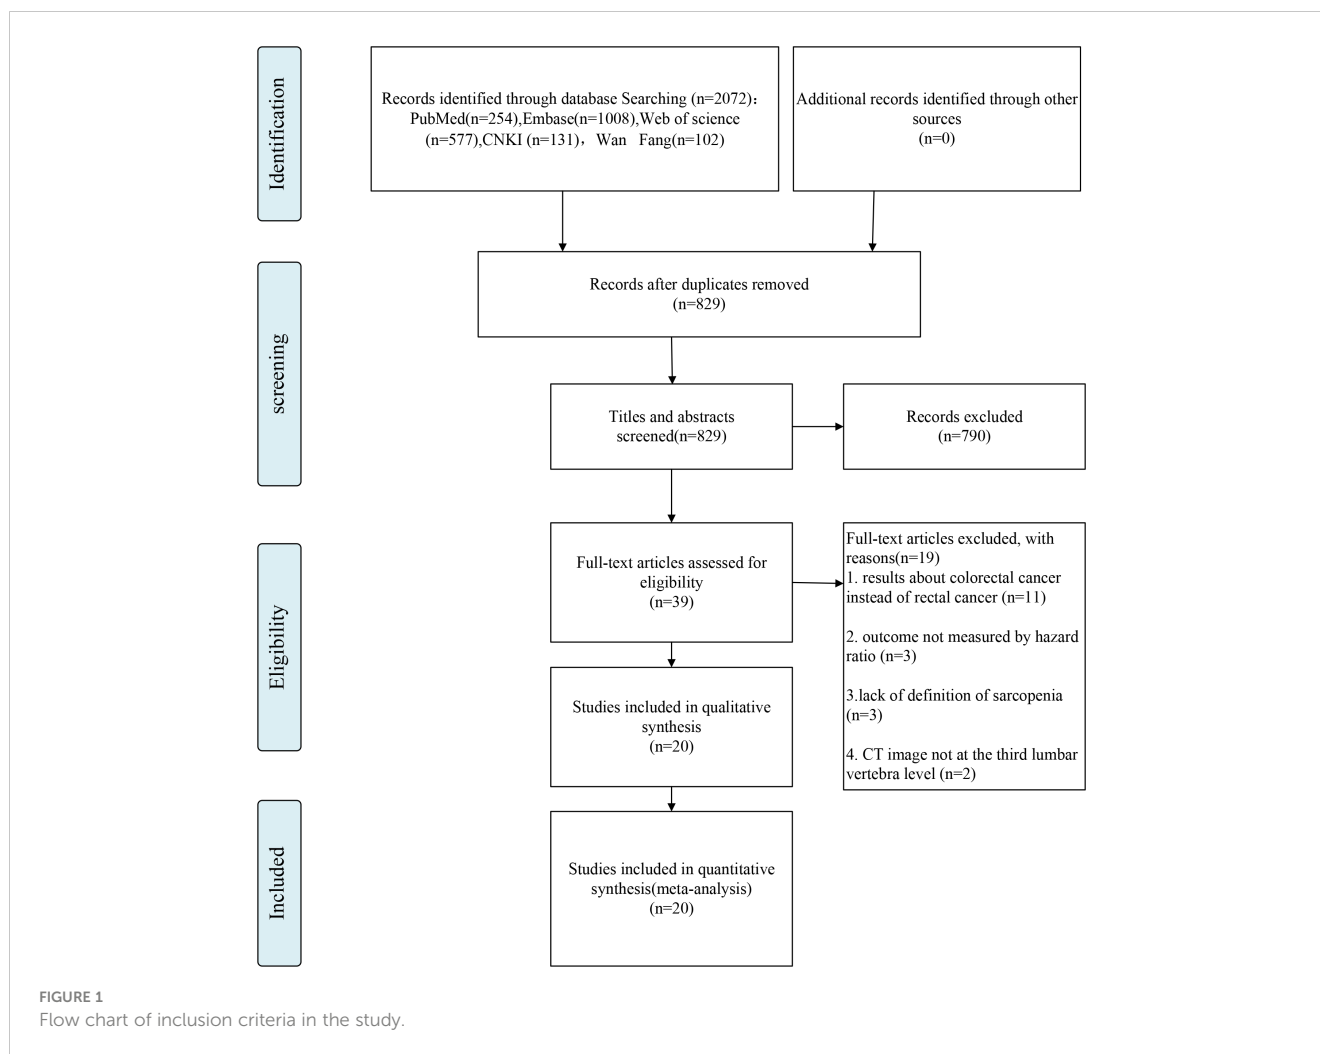 Identification
Records identified through database Searching (n=2072)：
PubMed(n=254),Embase(n=1008),Web of science
(n=577),CNKI (n=131)，Wan Fang(n=102)
Additional records identified through other
sources
(n=0)
screening
Records after duplicates removed
(n=829)
Titles and abstracts
screened(n=829)
Records excluded
(n=790)
Eligibility
Full-text articles assessed for
eligibility
(n=39)
Full-text articles excluded, with
reasons(n=19)
1. results about colorectal cancer
instead of rectal cancer (n=11)
2. outcome not measured by hazard
ratio (n=3)
3.lack of definition of sarcopenia
(n=3)
4. CT image not at the third lumbar
vertebra level (n=2)
Studies included in qualitative
synthesis
(n=20)
Included
Studies included in quantitative
synthesis(meta-analysis)
(n=20)
FIGURE 1
Flow chart of inclusion criteria in the study.